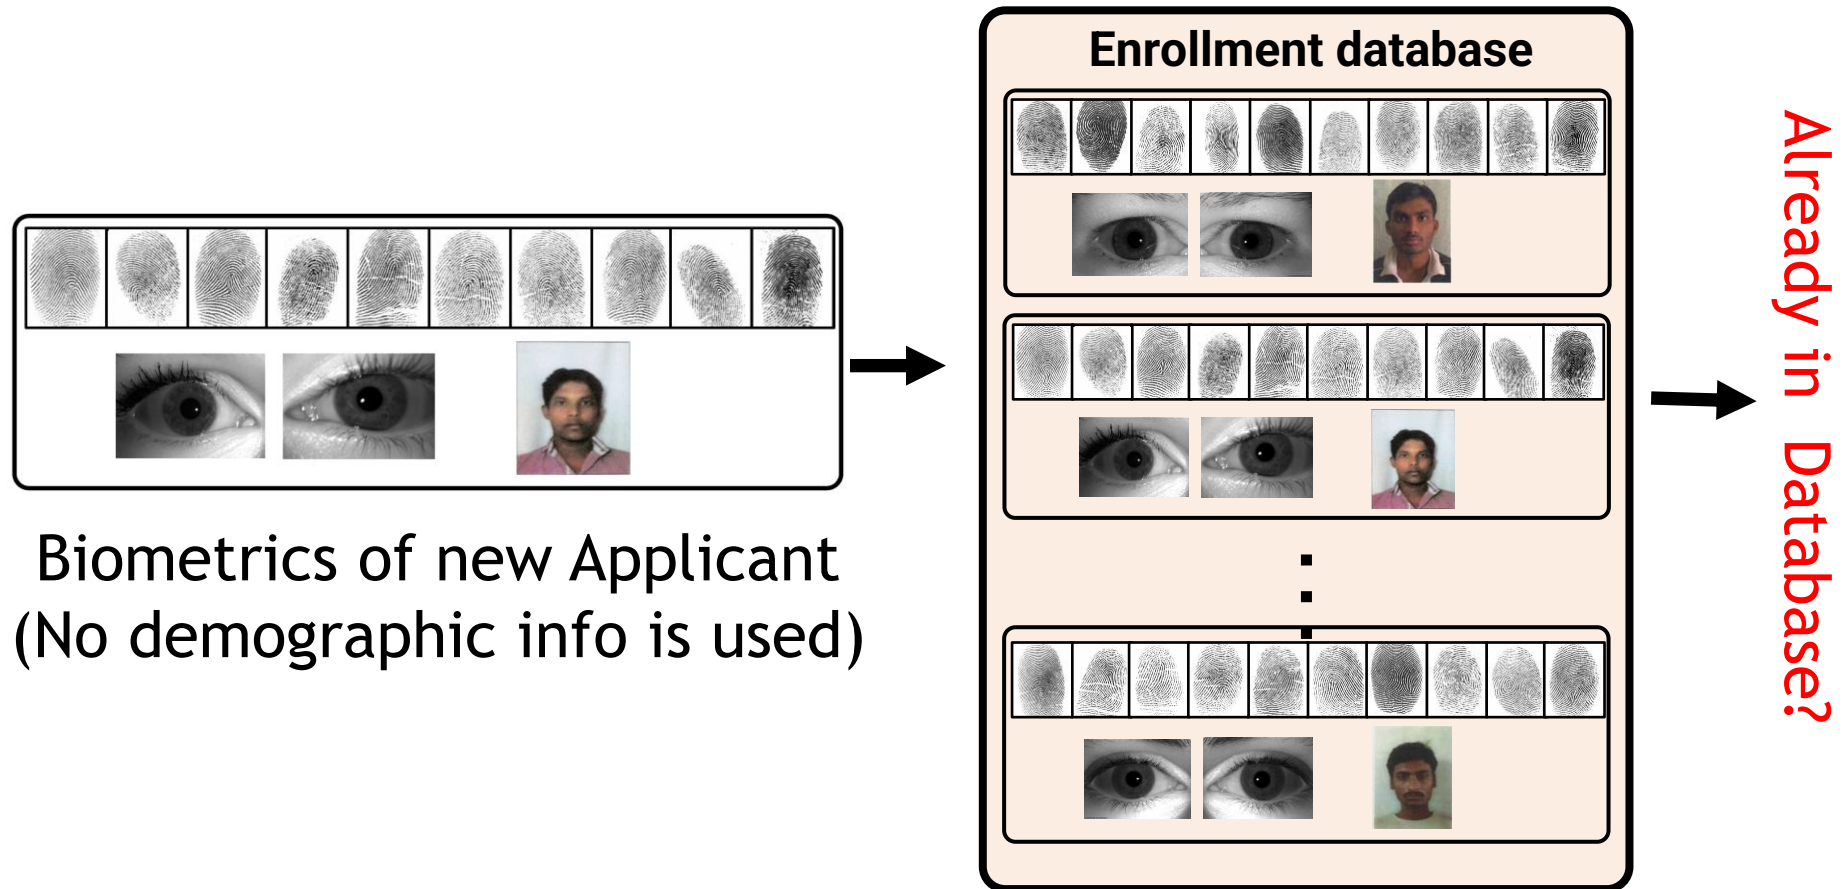 Enrollment database
Biometrics of new Applicant
(No demographic info is used)
Already in Database?